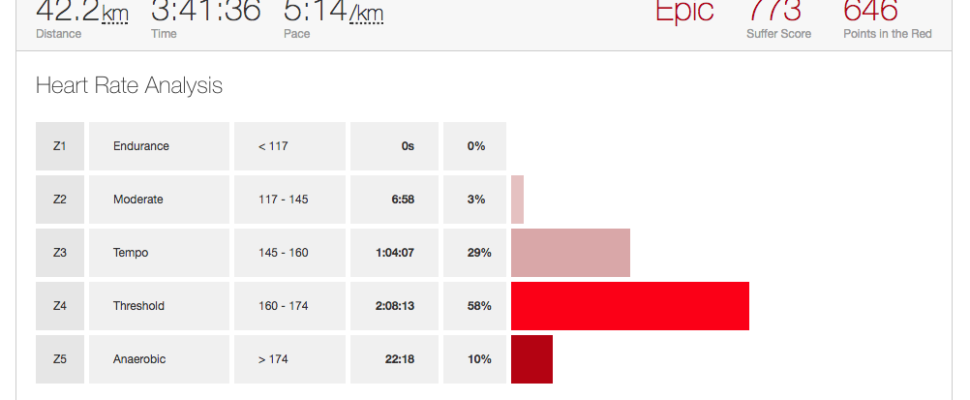 42.2km 3:41:36 5:14/km Epic 773 646
Distance Time Pace Suffer Score Points in the Red
Heart Rate Analysis
Z1 Endurance < 117 0s 0%
Z2 Moderate 117 - 145 6:58 3%
Z3 Tempo 145 - 160 1:04:07 29%
Z4 Threshold 160 - 174 2:08:13 58%
Z5 Anaerobic > 174 22:18 10%